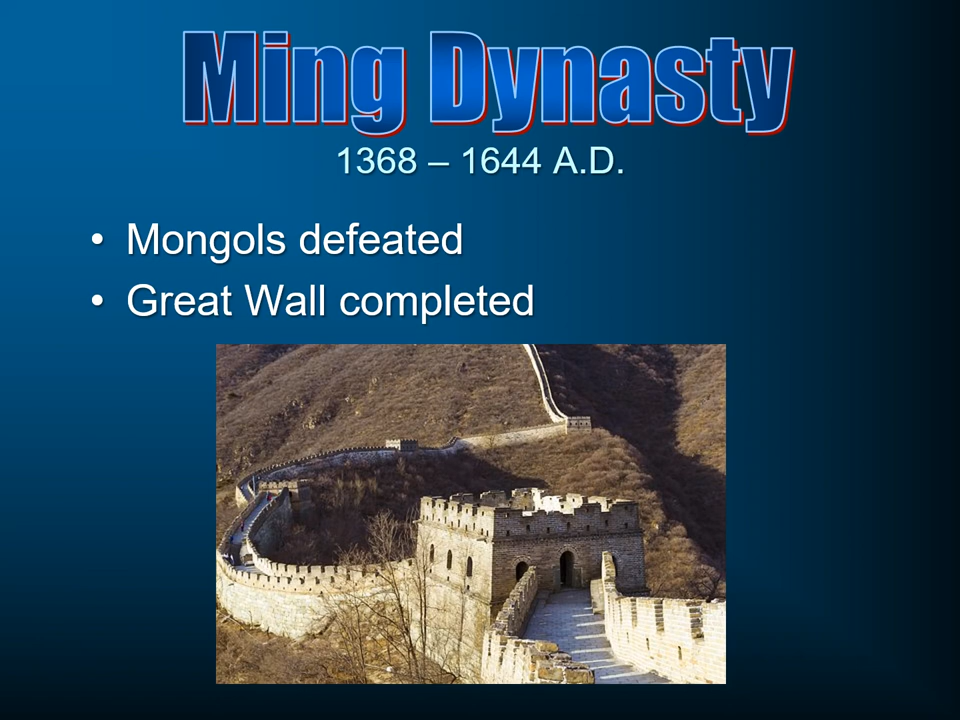 Ming Dynasty
1368 – 1644 A.D.
• Mongols defeated
• Great Wall completed